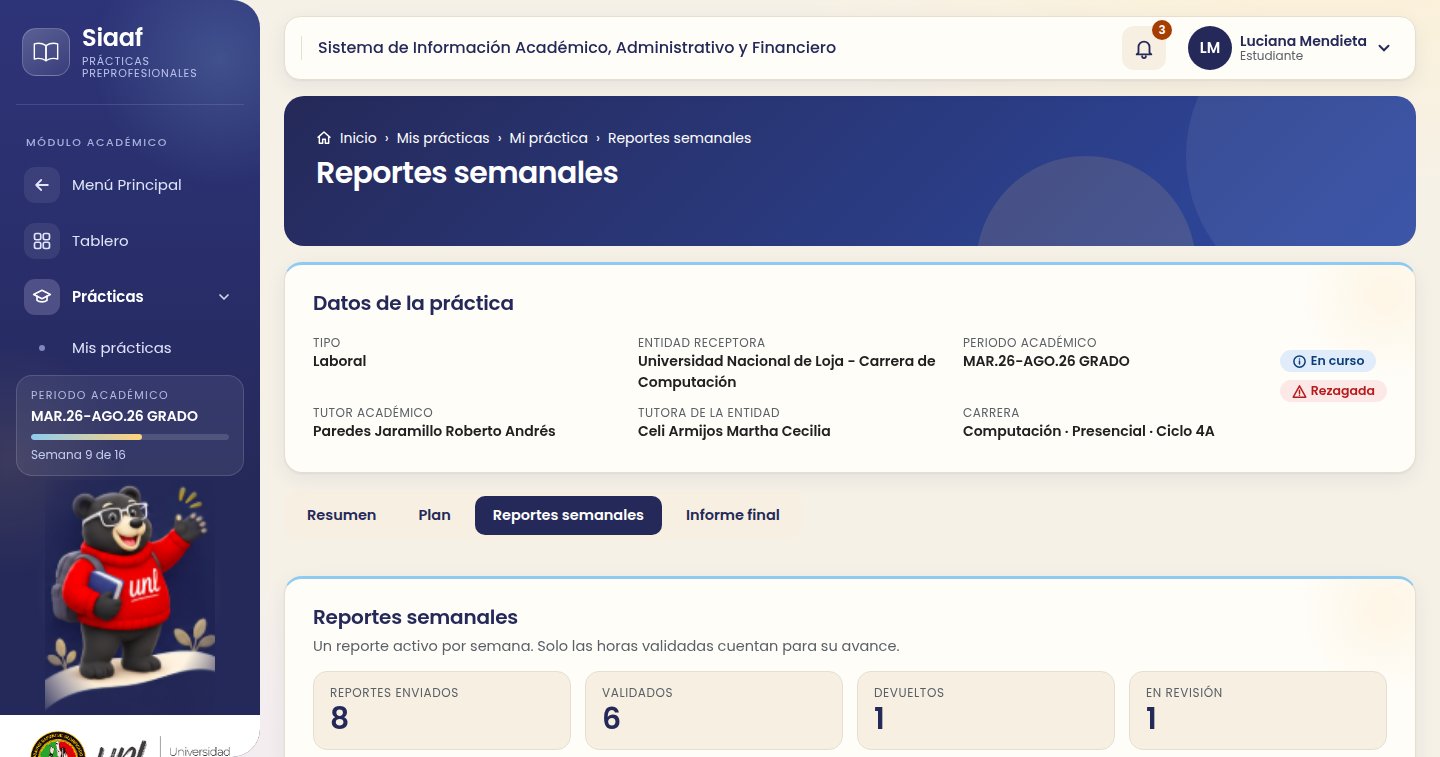 Siaaf
PRÁCTICAS
PREPROFESIONALES
MÓDULO ACADÉMICO
Menú Principal
Tablero
Prácticas
Mis prácticas
PERIODO ACADÉMICO
MAR.26-AGO.26 GRADO
Semana 9 de 16
unl
unl
Universidad
Sistema de Información Académico, Administrativo y Financiero
3
LM
Luciana Mendieta
Estudiante
Inicio › Mis prácticas › Mi práctica › Reportes semanales
Reportes semanales
Datos de la práctica
TIPO
Laboral
ENTIDAD RECEPTORA
Universidad Nacional de Loja - Carrera de
Computación
PERIODO ACADÉMICO
MAR.26-AGO.26 GRADO
En curso
Rezagada
TUTOR ACADÉMICO
Paredes Jaramillo Roberto Andrés
TUTORA DE LA ENTIDAD
Celi Armijos Martha Cecilia
CARRERA
Computación · Presencial · Ciclo 4A
Resumen
Plan
Reportes semanales
Informe final
Reportes semanales
Un reporte activo por semana. Solo las horas validadas cuentan para su avance.
REPORTES ENVIADOS
8
VALIDADOS
6
DEVUELTOS
1
EN REVISIÓN
1